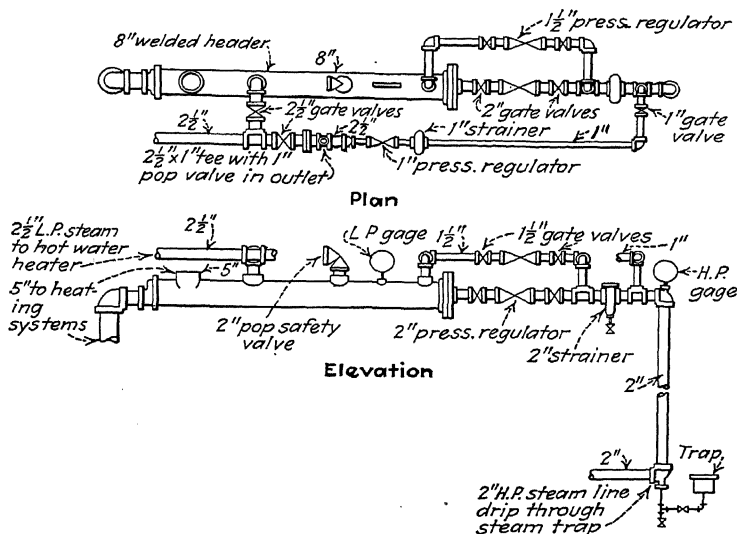 1½" press. regulator
8" welded header
8"
2½"
2½" gate valves
2½"
2" gate valves
1" gate
valve
1" strainer
1"
2½" x 1" tee with 1"
pop valve in outlet
1" press. regulator
Plan
2½" L.P. steam
to hot water
heater
2½"
L P gage
1½"
1½" gate valves
1"
H.P.
gage
5" to heat-
ing
systems
5"
2" pop safety
valve
2" press. regulator
2" strainer
Elevation
2"
2"
Trap.
2" H.P. steam line
drip through
steam trap